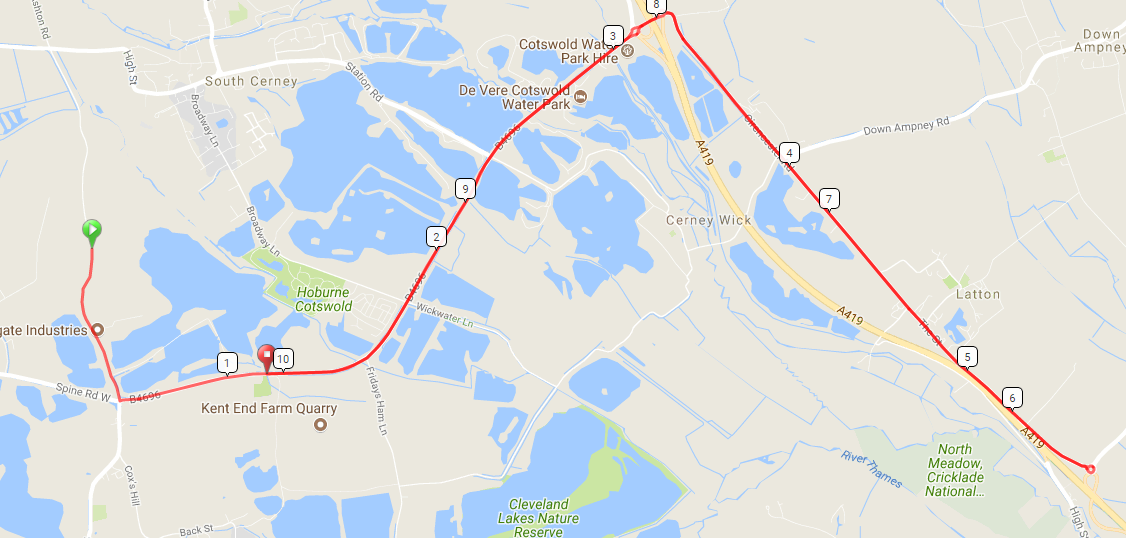 8
3
Cotswold Water
Park Hire
Down
Ampney
High St
South Cerney
Station Rd
De Vere Cotswold
Water Park
Broadway Ln
B4696
Down Ampney Rd
A419
4
9
7
Cerney Wick
2
Broadway Ln
Hoburne
Cotswold
B4696
Wickwater Ln
Latton
A419
The St
gate Industries
1
10
5
Spine Rd W
B4696
Fridays Ham Ln
6
Kent End Farm Quarry
A419
Cox's Hill
River Thames
North
Meadow,
Cricklade
National...
Cleveland
Lakes Nature
Reserve
Back St
High St